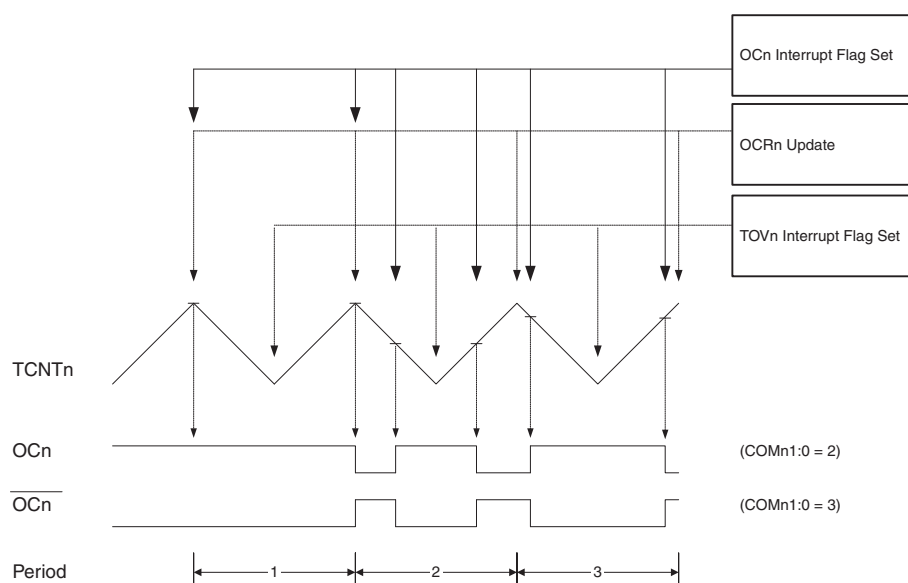 OCn Interrupt Flag Set
OCRn Update
TOVn Interrupt Flag Set
TCNTn
OCn
(COMn1:0 = 2)
OCn
(COMn1:0 = 3)
Period
1
2
3